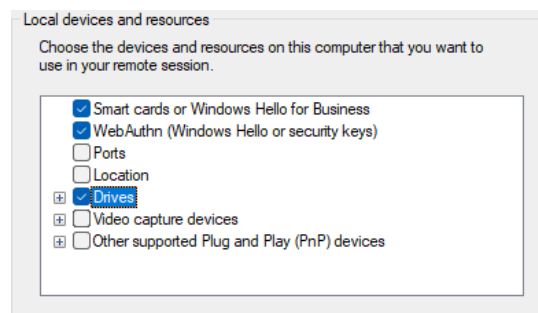 Local devices and resources
Choose the devices and resources on this computer that you want to
use in your remote session.
Smart cards or Windows Hello for Business
WebAuthn (Windows Hello or security keys)
Ports
Location
Drives
Video capture devices
Other supported Plug and Play (PnP) devices